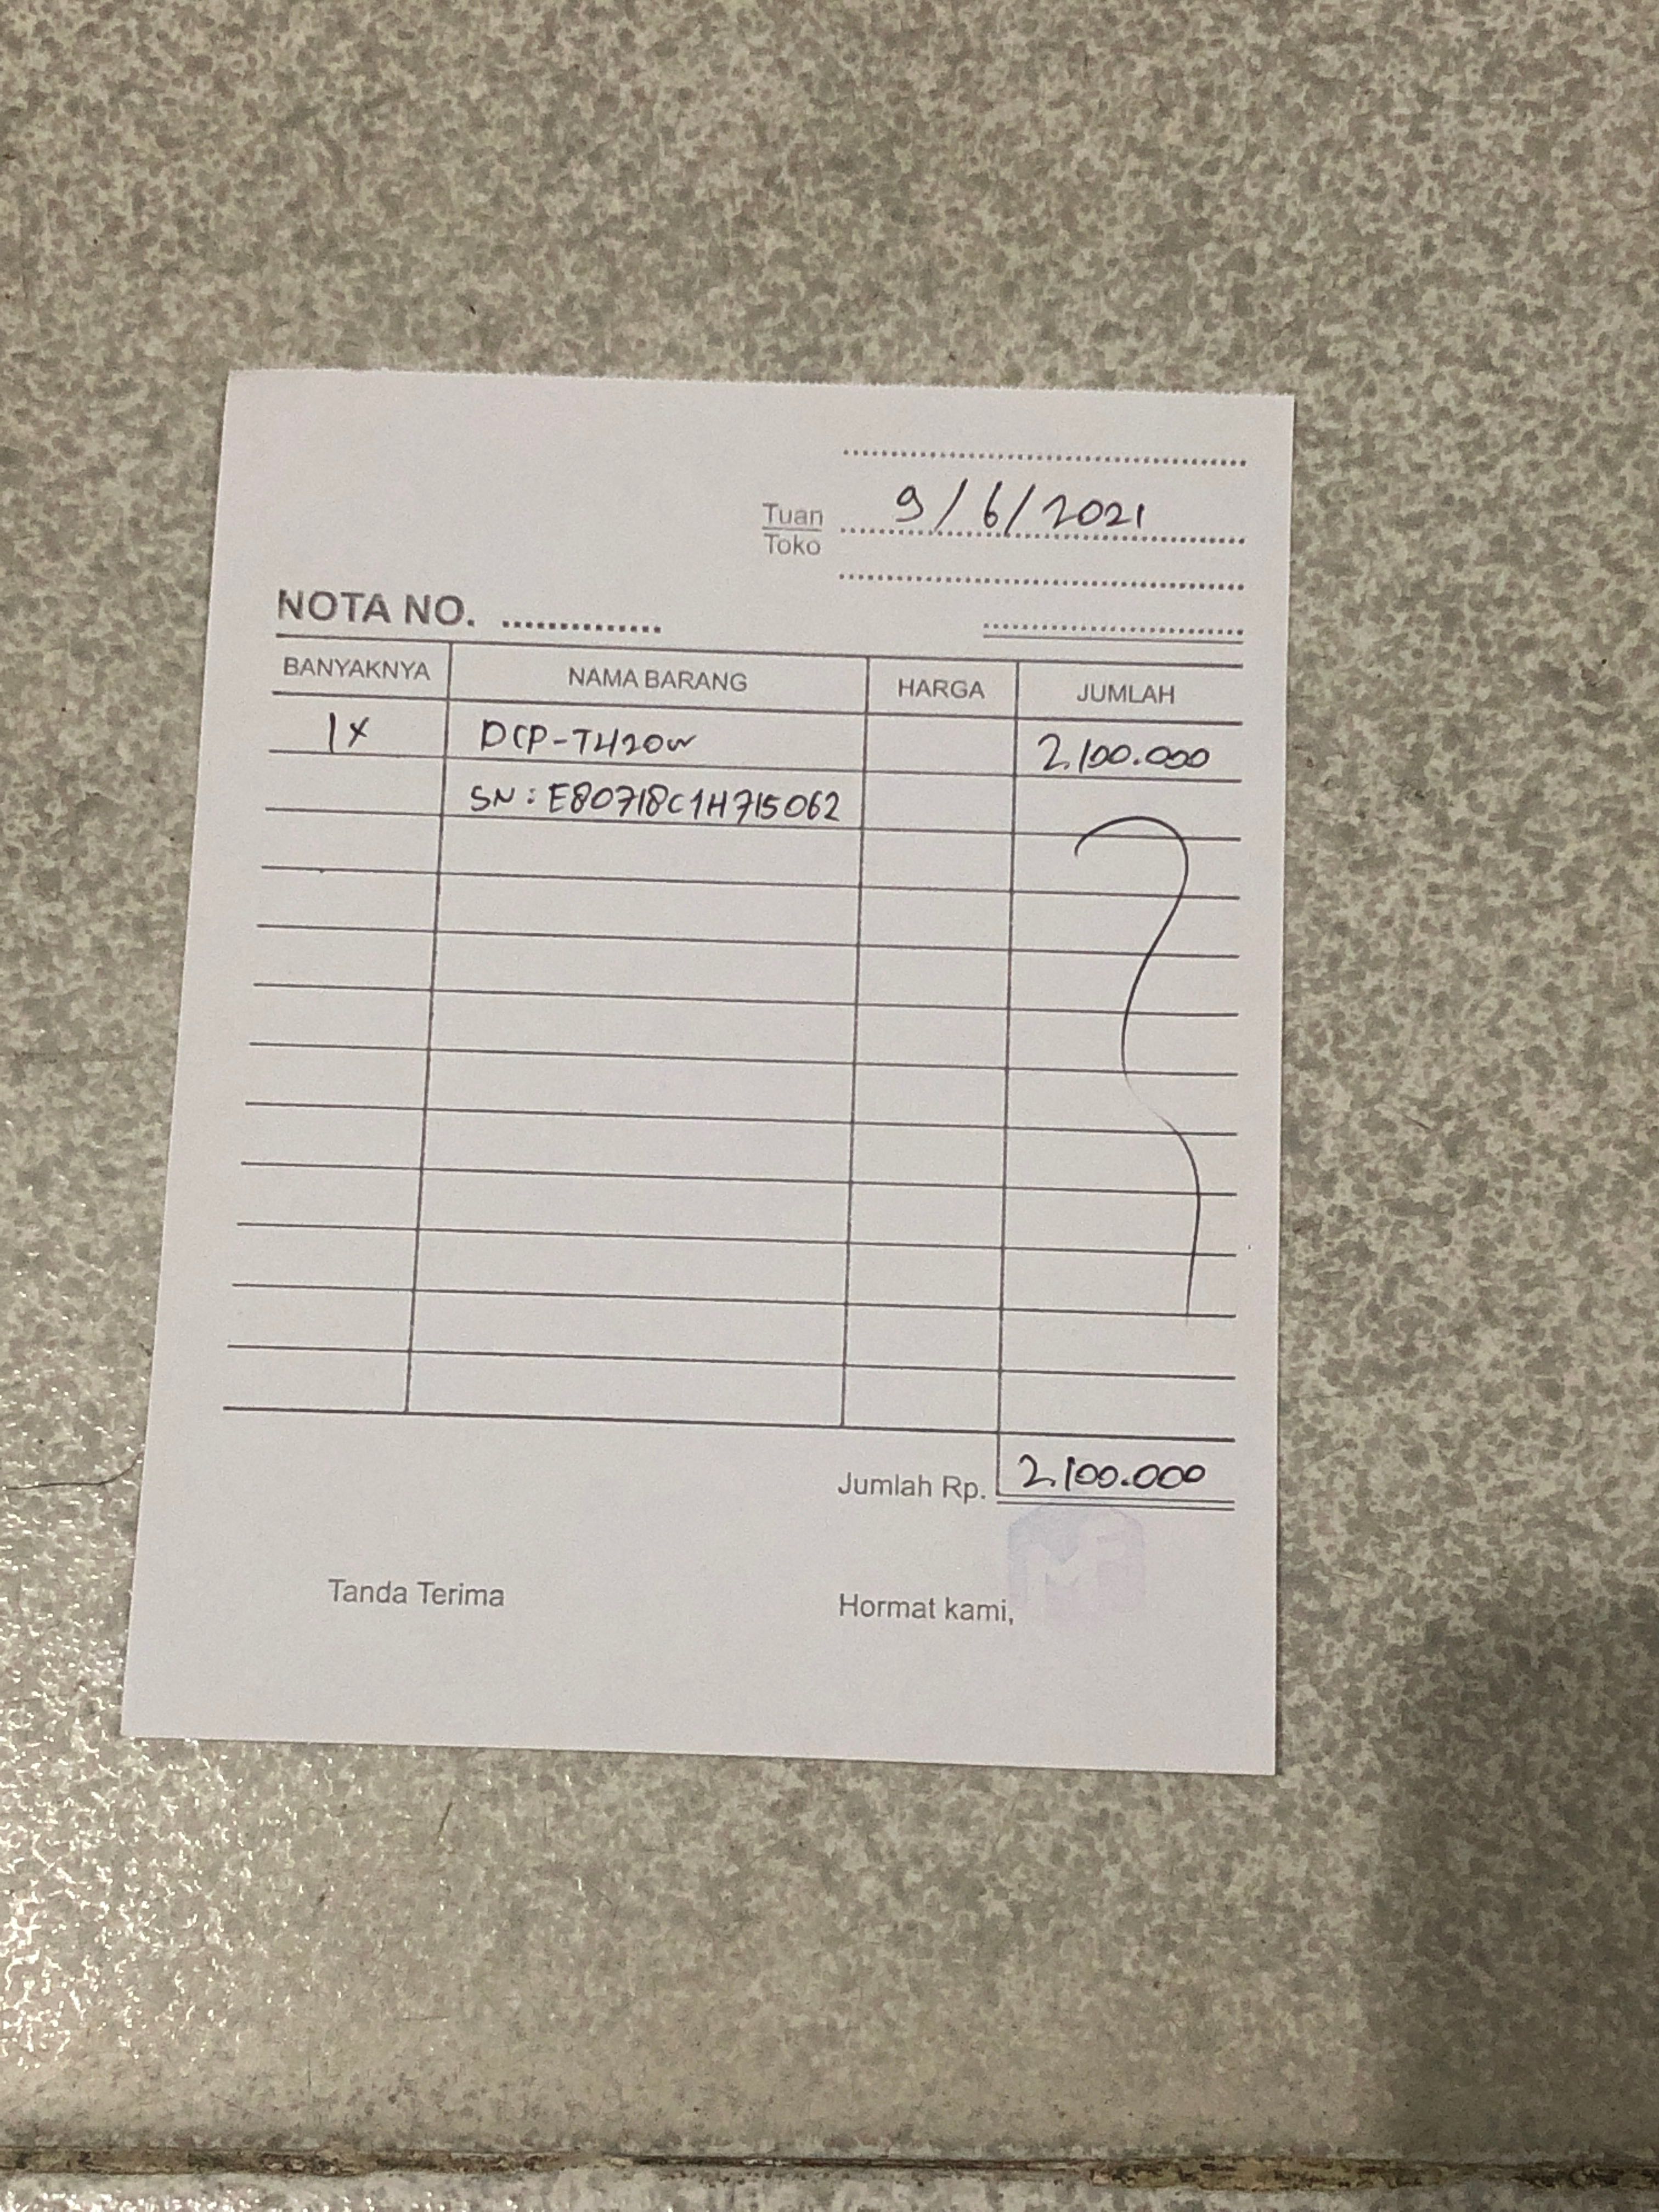 9/6/2021
Tuan
Toko
NOTA NO.
BANYAKNYA NAMA BARANG HARGA JUMLAH
1x DCP-T420w 2.100.000
SN: E80718C1H715062
Jumlah Rp. 2.100.000
Tanda Terima Hormat kami,